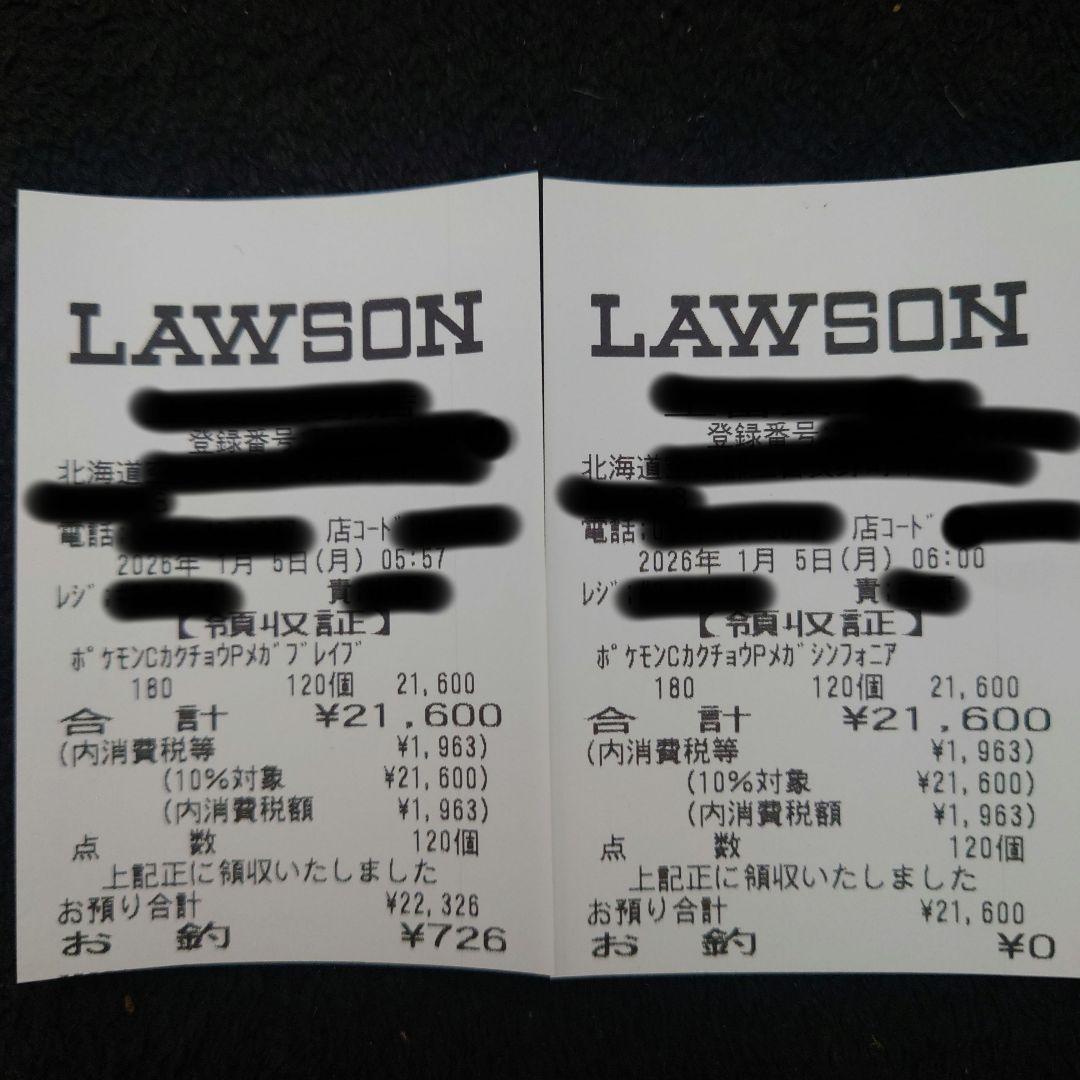 LAWSON
登録番号
北海道
電話:
店コード
2026年 1月 5日(月) 05:57
レジ:
責:
【領収証】
ポケモンCカクチョウPメガブレイブ
180 120個 21,600
合 計 ¥21,600
(内消費税等 ¥1,963)
(10%対象 ¥21,600)
(内消費税額 ¥1,963)
点 数 120個
上記正に領収いたしました
お預り合計 ¥22,326
お 釣 ¥726
LAWSON
登録番号
北海道
電話:
店コード
2026年 1月 5日(月) 06:00
レジ:
責:
【領収証】
ポケモンCカクチョウPメガシンフォニア
180 120個 21,600
合 計 ¥21,600
(内消費税等 ¥1,963)
(10%対象 ¥21,600)
(内消費税額 ¥1,963)
点 数 120個
上記正に領収いたしました
お預り合計 ¥21,600
お 釣 ¥0